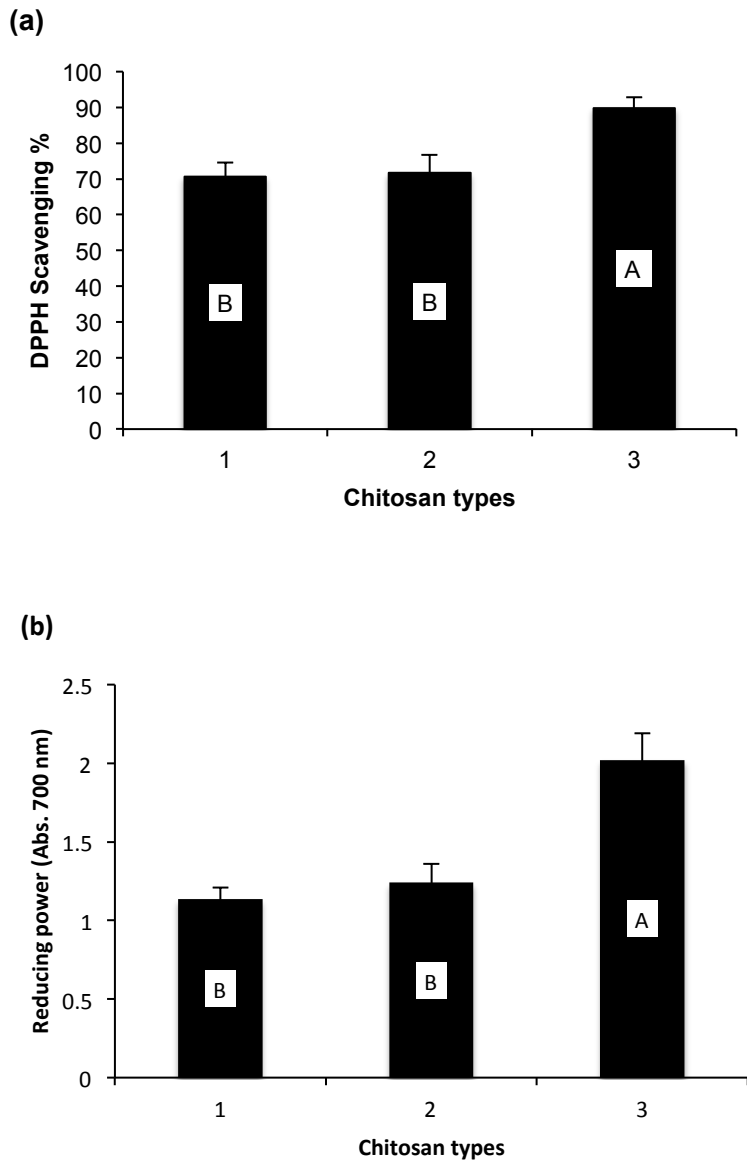 (a)
100
90
80
70
60
50
40
30
20
10
0
DPPH Scavenging %
B
B
A
1 2 3
Chitosan types
(b)
2.5
2
1.5
1
0.5
0
Reducing power (Abs. 700 nm)
B
B
A
1 2 3
Chitosan types